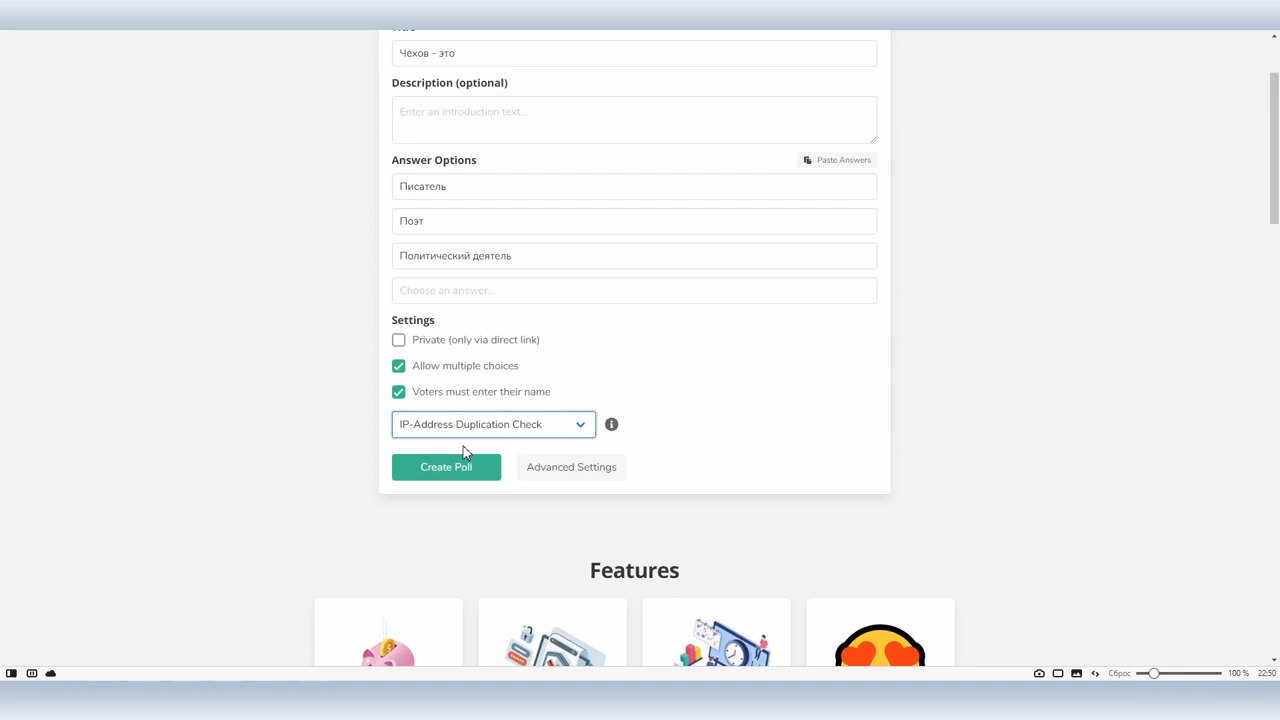 Чехов - это
Description (optional)
Enter an introduction text...
Answer Options
Paste Answers
Писатель
Поэт
Политический деятель
Choose an answer...
Settings
Private (only via direct link)
Allow multiple choices
Voters must enter their name
IP-Address Duplication Check
Create Poll
Advanced Settings
Features
Сброс
100 %
22:50